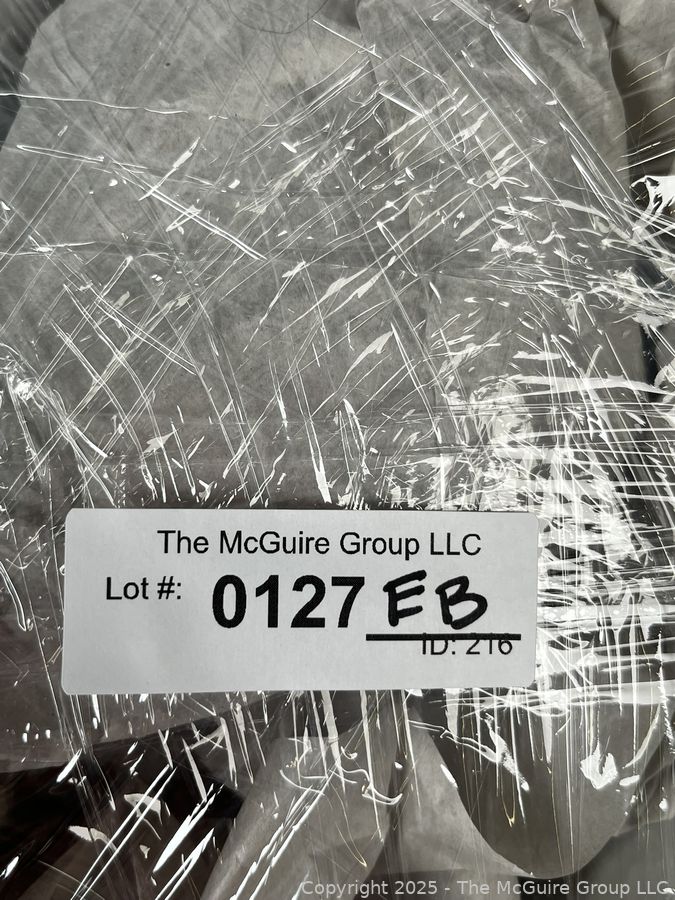 The McGuire Group LLC
Lot #: 0127 EB
ID: 216
Copyright 2025 - The McGuire Group LLC